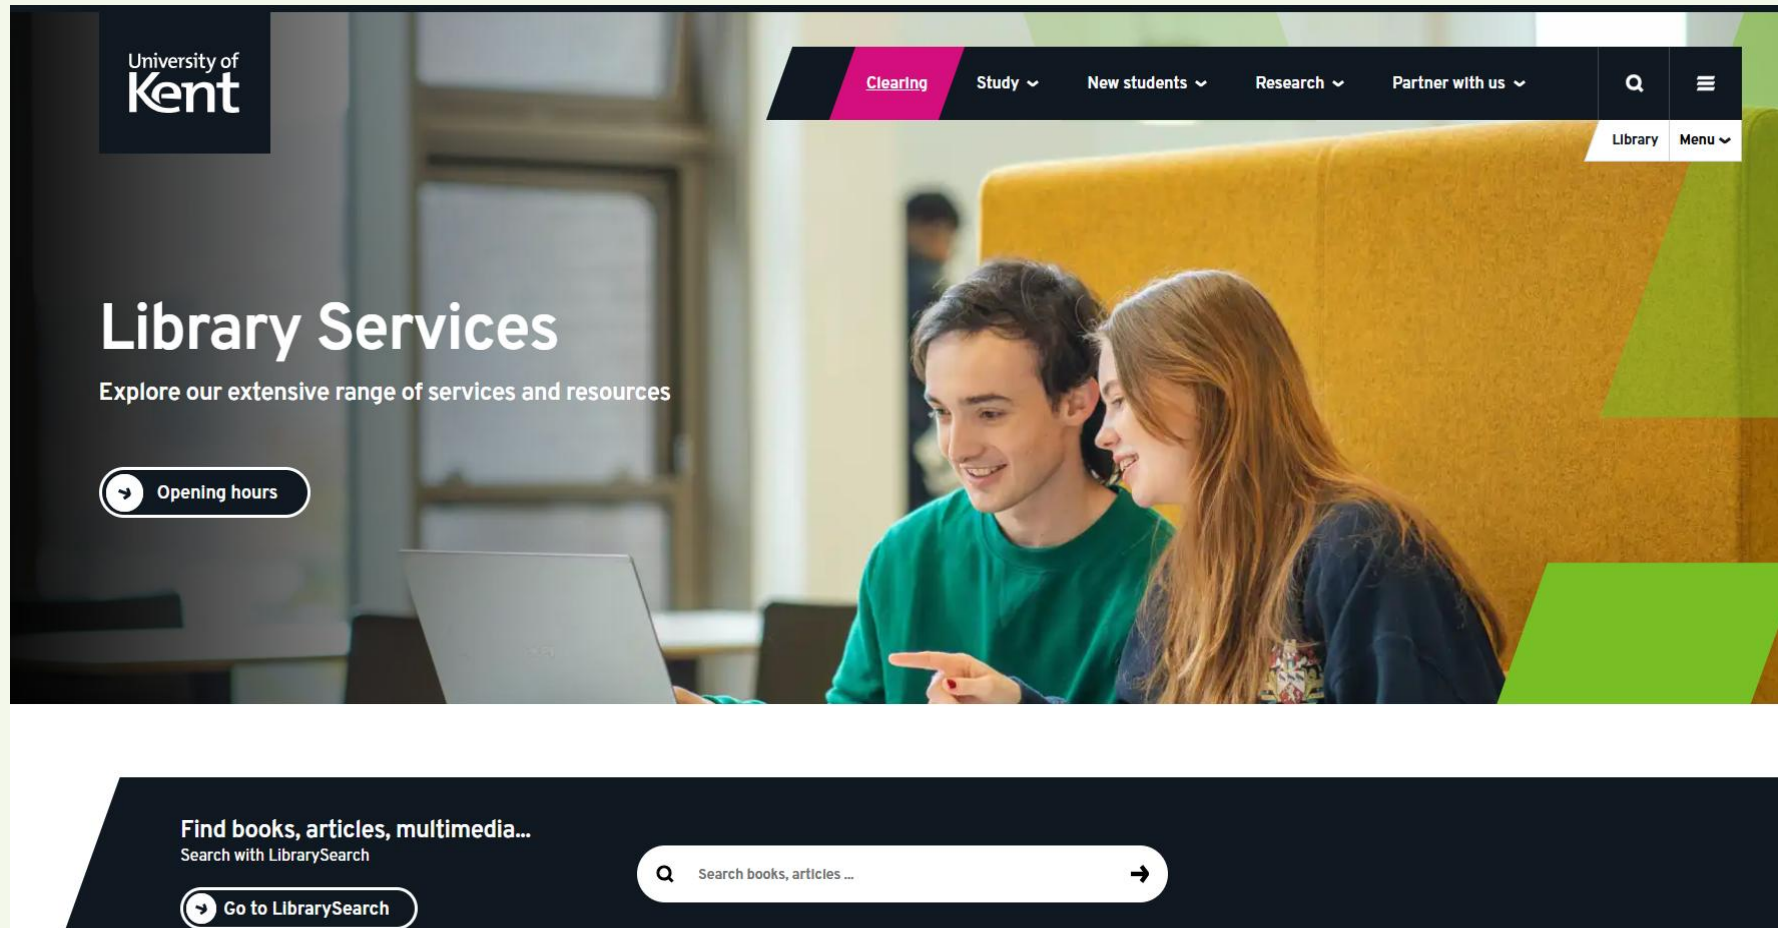 University of
Kent
Clearing
Study
New students
Research
Partner with us
Library
Menu
Library Services
Explore our extensive range of services and resources
Opening hours
Find books, articles, multimedia...
Search with LibrarySearch
Search books, articles ...
Go to LibrarySearch